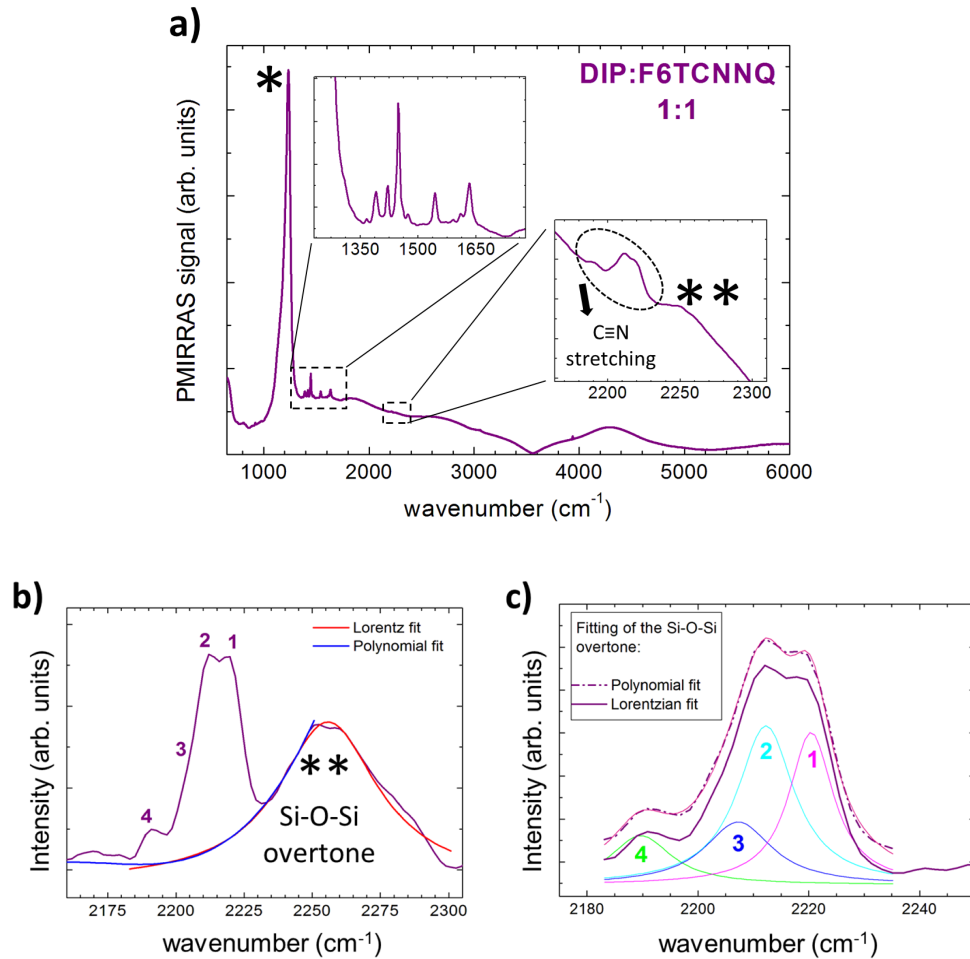 a)
*
DIP:F6TCNNQ
1:1
PMIRRAS signal (arb. units)
1350 1500 1650
C≡N
stretching
**
2200 2250 2300
1000 2000 3000 4000 5000 6000
wavenumber (cm-1)
b)
Lorentz fit
Polynomial fit
2 1
3
4
**
Si-O-Si
overtone
Intensity (arb. units)
2175 2200 2225 2250 2275 2300
wavenumber (cm-1)
c)
Fitting of the Si-O-Si
overtone:
Polynomial fit
Lorentzian fit
2
1
3
4
Intensity (arb. units)
2180 2200 2220 2240
wavenumber (cm-1)